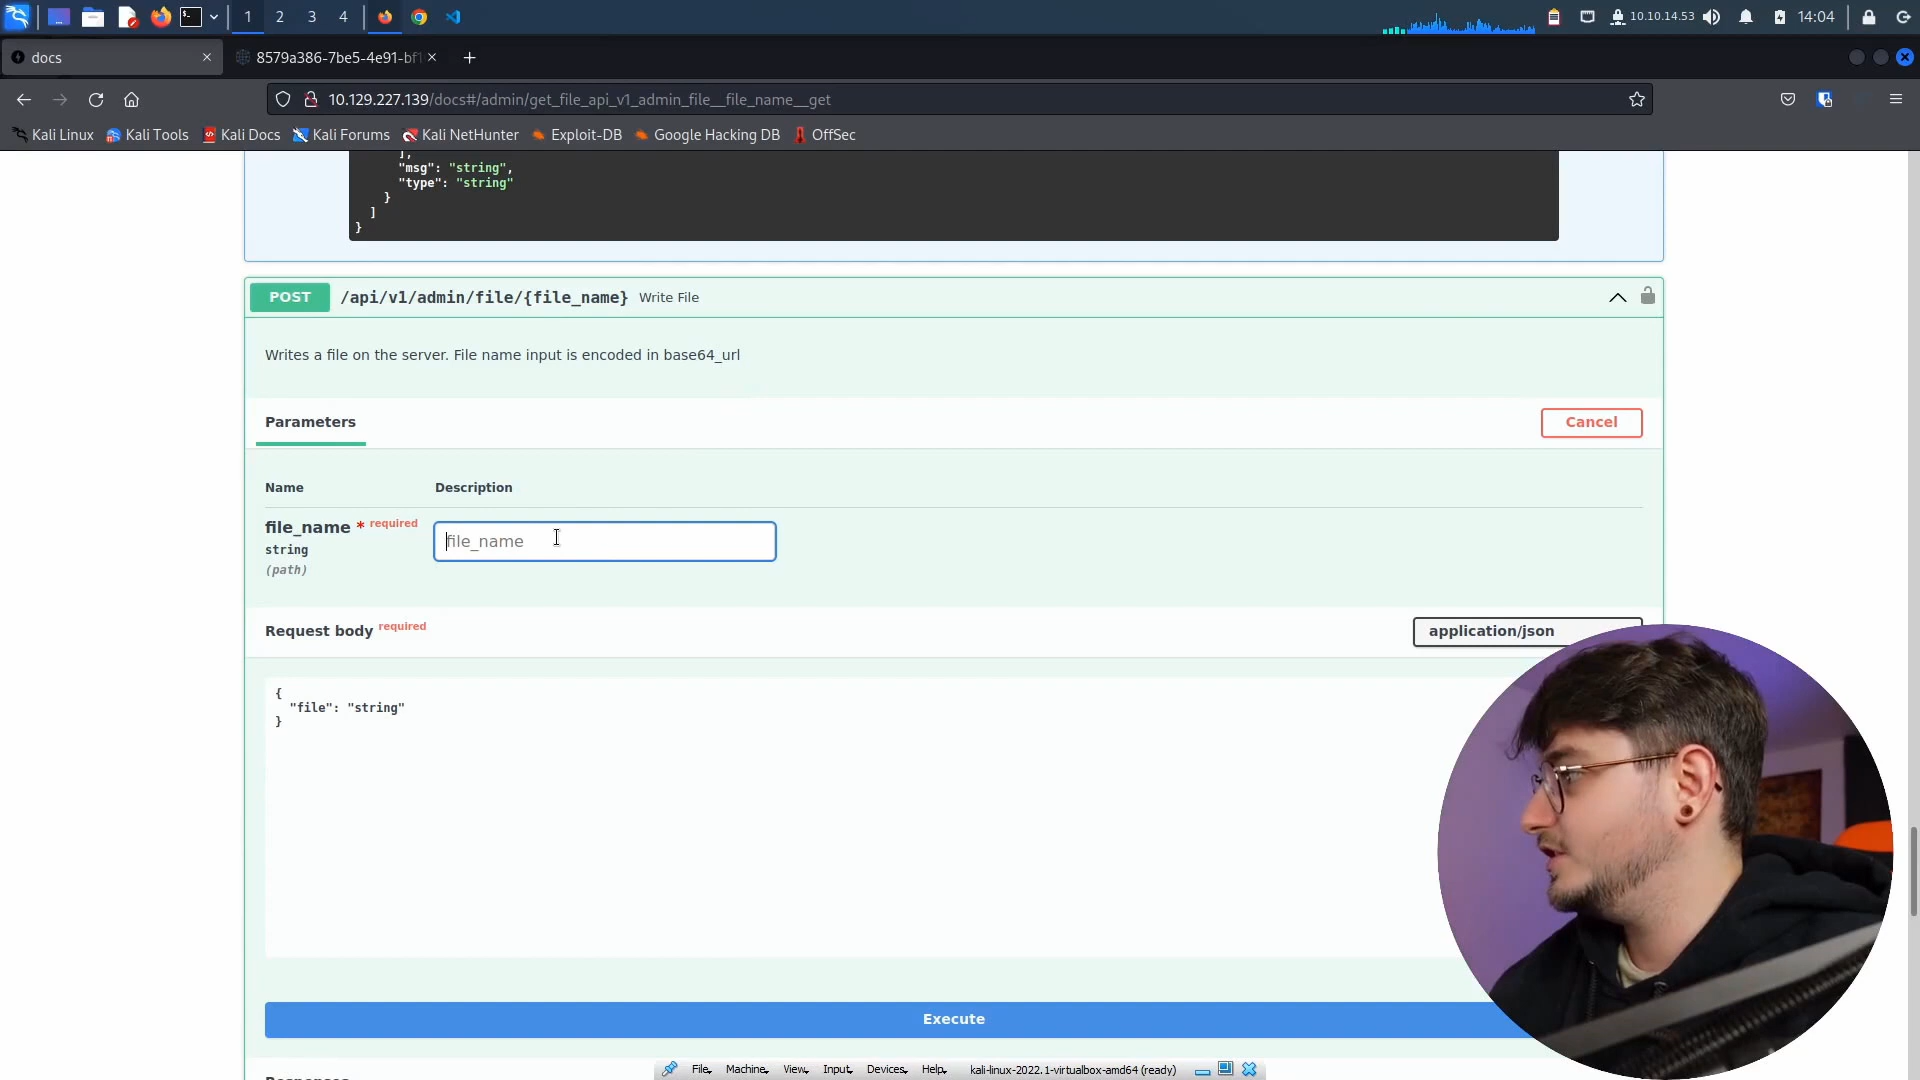 1 2 3 4
10.10.14.53
14:04
docs
8579a386-7be5-4e91-bf
10.129.227.139/docs#/admin/get_file_api_v1_admin_file__file_name__get
Kali Linux Kali Tools Kali Docs Kali Forums Kali NetHunter Exploit-DB Google Hacking DB OffSec
],
"msg": "string",
"type": "string"
}
]
}
POST /api/v1/admin/file/{file_name} Write File
Writes a file on the server. File name input is encoded in base64_url
Parameters
Cancel
Name Description
file_name * required
string
(path)
file_name
Request body required
application/json
{
"file": "string"
}
Execute
File Machine View Input Devices Help kali-linux-2022.1-virtualbox-amd64 (ready)